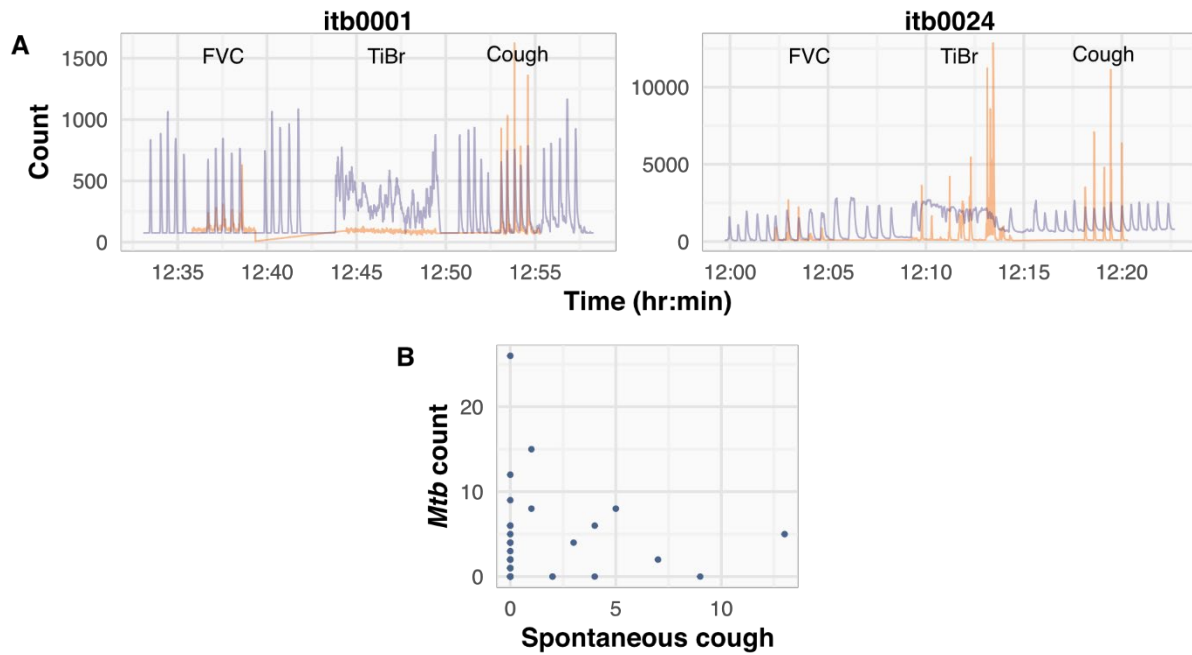 A
itb0001
itb0024
FVC TiBr Cough
FVC TiBr Cough
Count
1500
1000
500
0
10000
5000
0
12:35 12:40 12:45 12:50 12:55
12:00 12:05 12:10 12:15 12:20
Time (hr:min)
B
Mtb count
20
10
0
0 5 10
Spontaneous cough